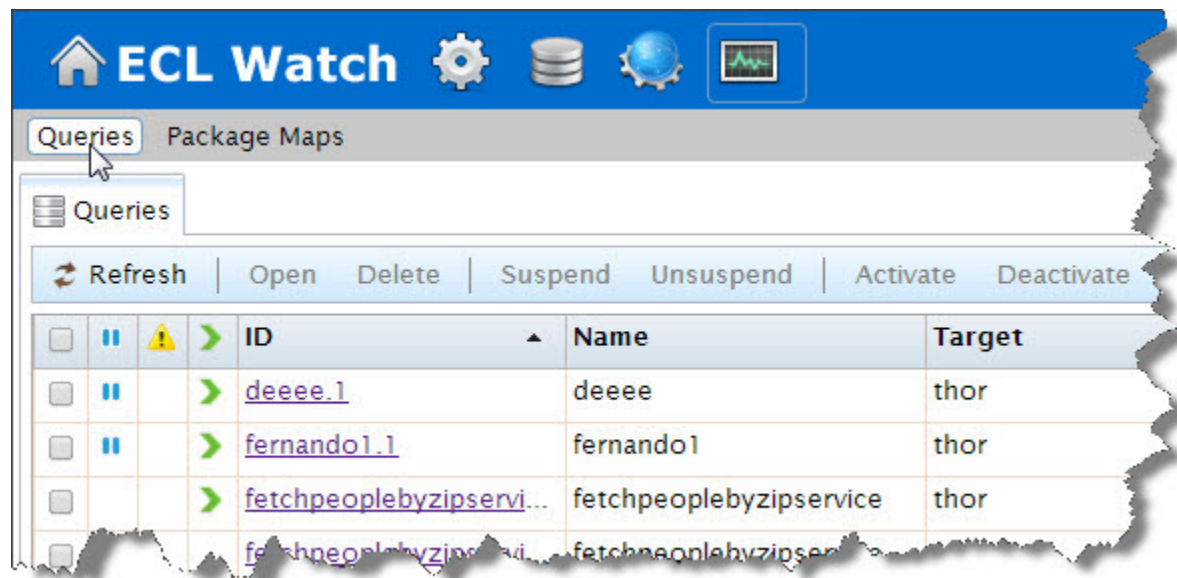 ECL Watch
Queries Package Maps
Queries
Refresh Open Delete Suspend Unsuspend Activate Deactivate
ID Name Target
deeee.1 deeee thor
fernando1.1 fernando1 thor
fetchpeoplebyzipservi... fetchpeoplebyzipservice thor